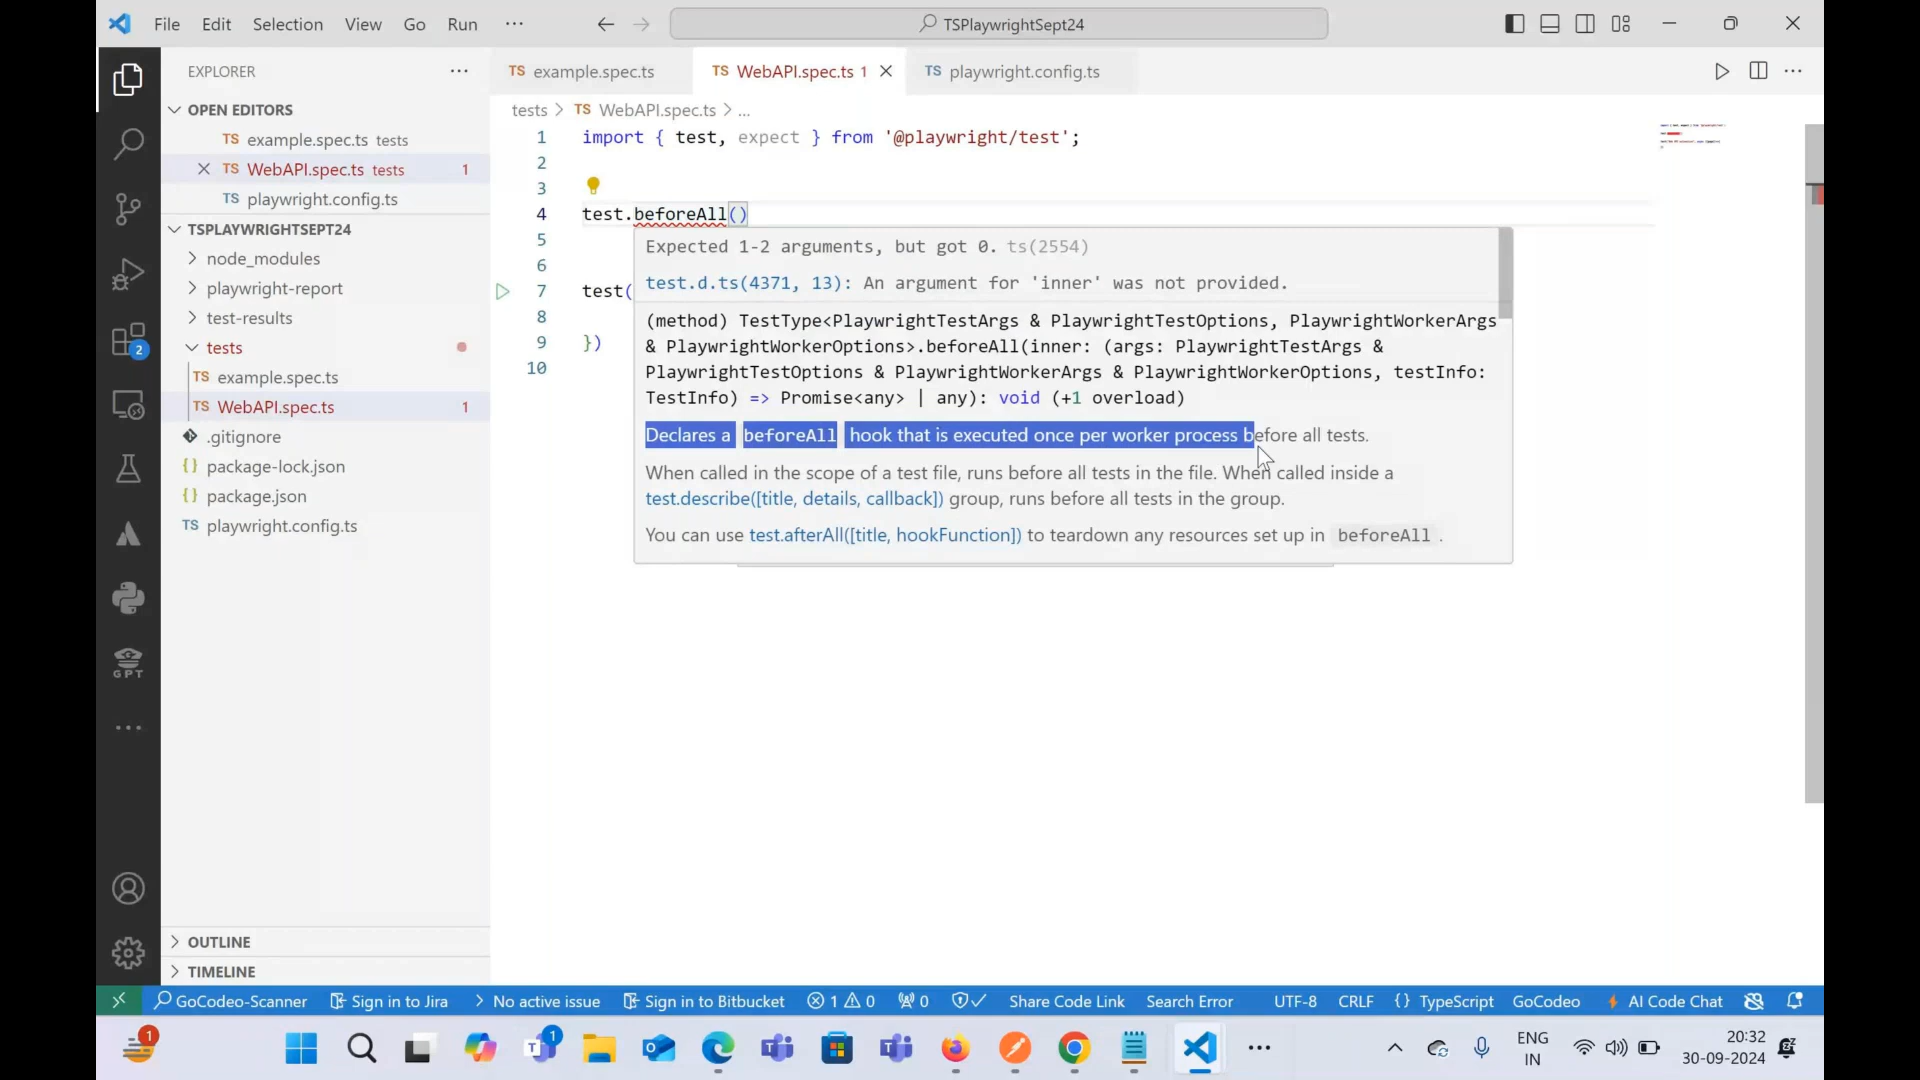 File Edit Selection View Go Run ···
TSPlaywrightSept24
EXPLORER
OPEN EDITORS
TS example.spec.ts tests
TS WebAPI.spec.ts tests 1
TS playwright.config.ts
TSPLAYWRIGHTSEPT24
node_modules
playwright-report
test-results
tests
TS example.spec.ts
TS WebAPI.spec.ts 1
.gitignore
{} package-lock.json
{} package.json
TS playwright.config.ts
OUTLINE
TIMELINE
2
GPT
TS example.spec.ts TS WebAPI.spec.ts 1 TS playwright.config.ts
tests > TS WebAPI.spec.ts > ...
1 import { test, expect } from '@playwright/test';
2
3
4 test.beforeAll()
5
6
7 test(
8
9 })
10
Expected 1-2 arguments, but got 0. ts(2554)
test.d.ts(4371, 13): An argument for 'inner' was not provided.
(method) TestType<PlaywrightTestArgs & PlaywrightTestOptions, PlaywrightWorkerArgs
& PlaywrightWorkerOptions>.beforeAll(inner: (args: PlaywrightTestArgs &
PlaywrightTestOptions & PlaywrightWorkerArgs & PlaywrightWorkerOptions, testInfo:
TestInfo) => Promise<any> | any): void (+1 overload)
Declares a beforeAll hook that is executed once per worker process before all tests.
When called in the scope of a test file, runs before all tests in the file. When called inside a
test.describe([title, details, callback]) group, runs before all tests in the group.
You can use test.afterAll([title, hookFunction]) to teardown any resources set up in beforeAll .
GoCodeo-Scanner Sign in to Jira No active issue Sign in to Bitbucket 1 0 0 Share Code Link Search Error UTF-8 CRLF {} TypeScript GoCodeo AI Code Chat
1 1 ENG
IN
20:32
30-09-2024